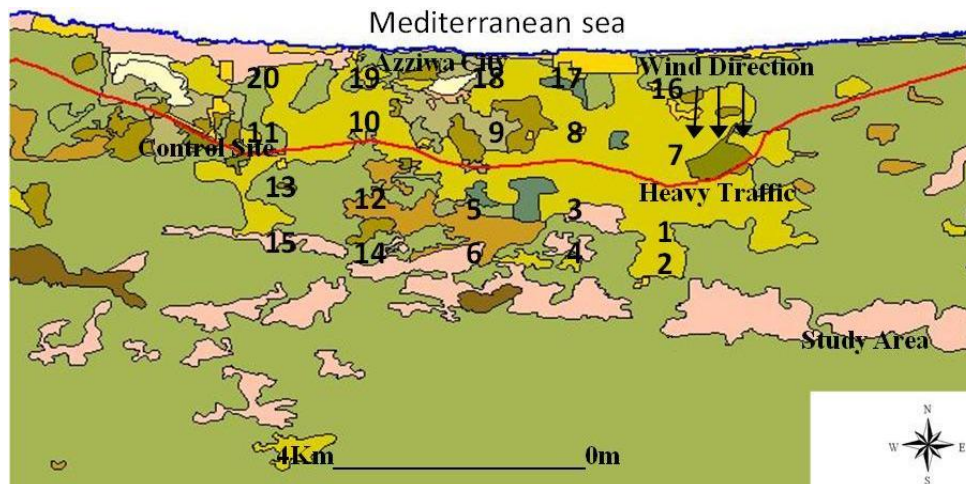 Mediterranean sea
20 19 Azziwa City 18 17 Wind Direction
16
11 10 9 8 7
Control Site
13 12 5 3 Heavy Traffic
15 14 6 4 1
2
Study Area
4Km 0m
N
W E
S